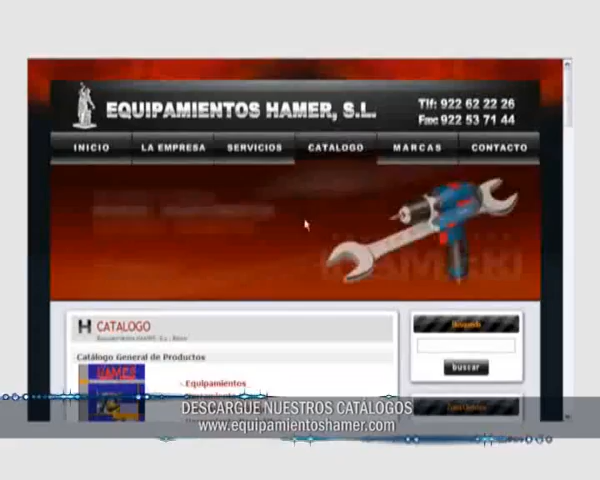 EQUIPAMIENTOS HAMER, S.L.
Tlf: 922 62 22 26
Fax: 922 53 71 44
INICIO
LA EMPRESA
SERVICIOS
CATALOGO
MARCAS
CONTACTO
H CATALOGO
Catálogo General de Productos
HAMER
Equipamientos
buscar
DESCARGUE NUESTROS CATÁLOGOS
www.equipamientoshamer.com